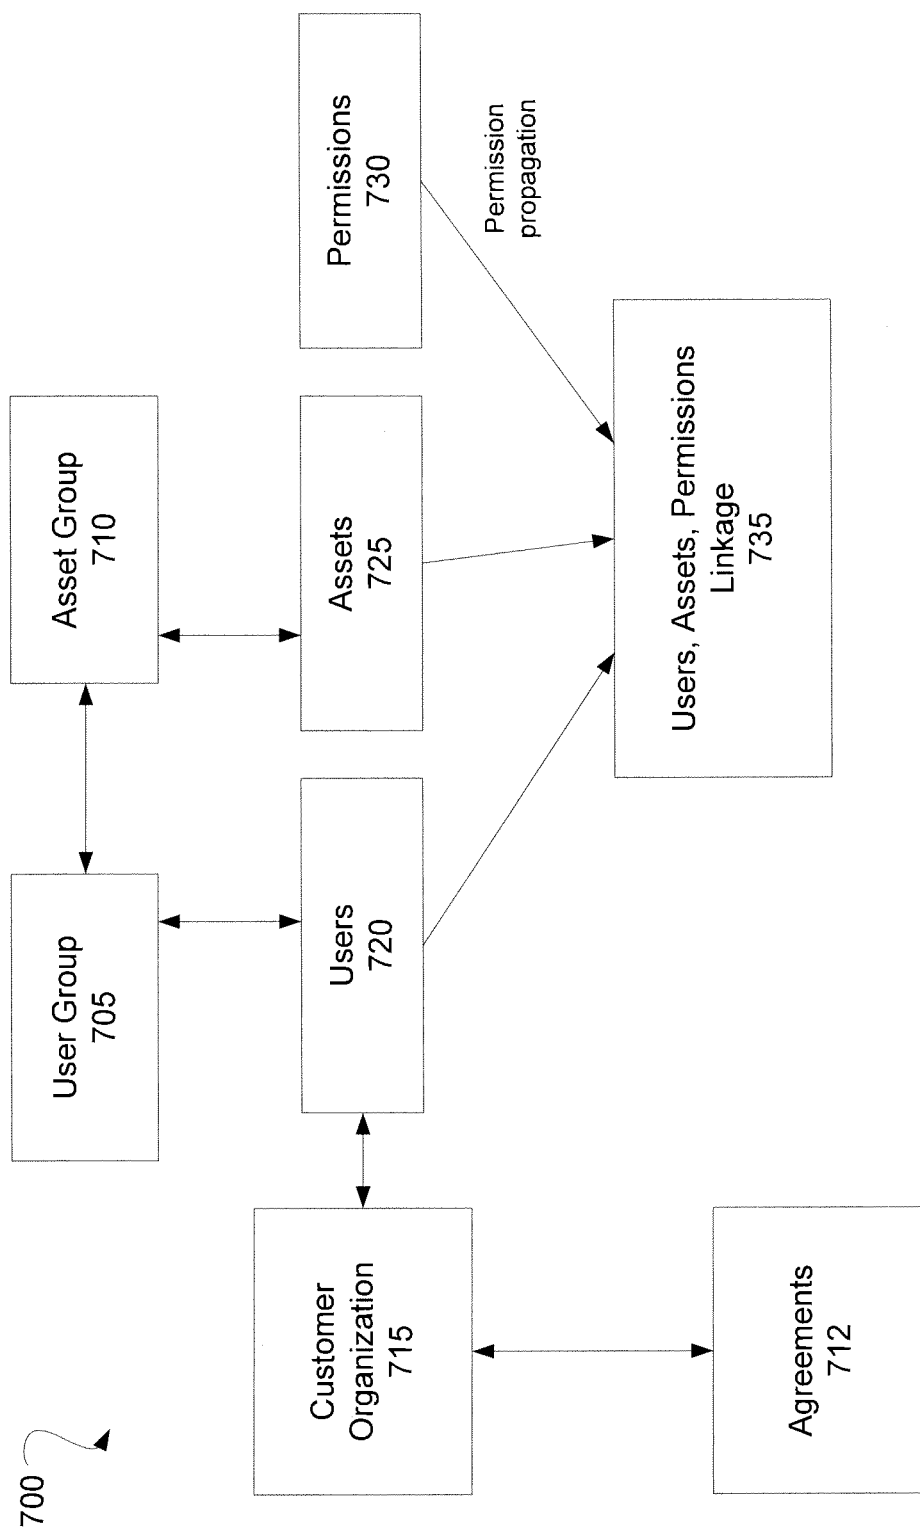 700
User Group
705
Asset Group
710
Customer
Organization
715
Users
720
Assets
725
Permissions
730
Permission
propagation
Agreements
712
Users, Assets, Permissions
Linkage
735